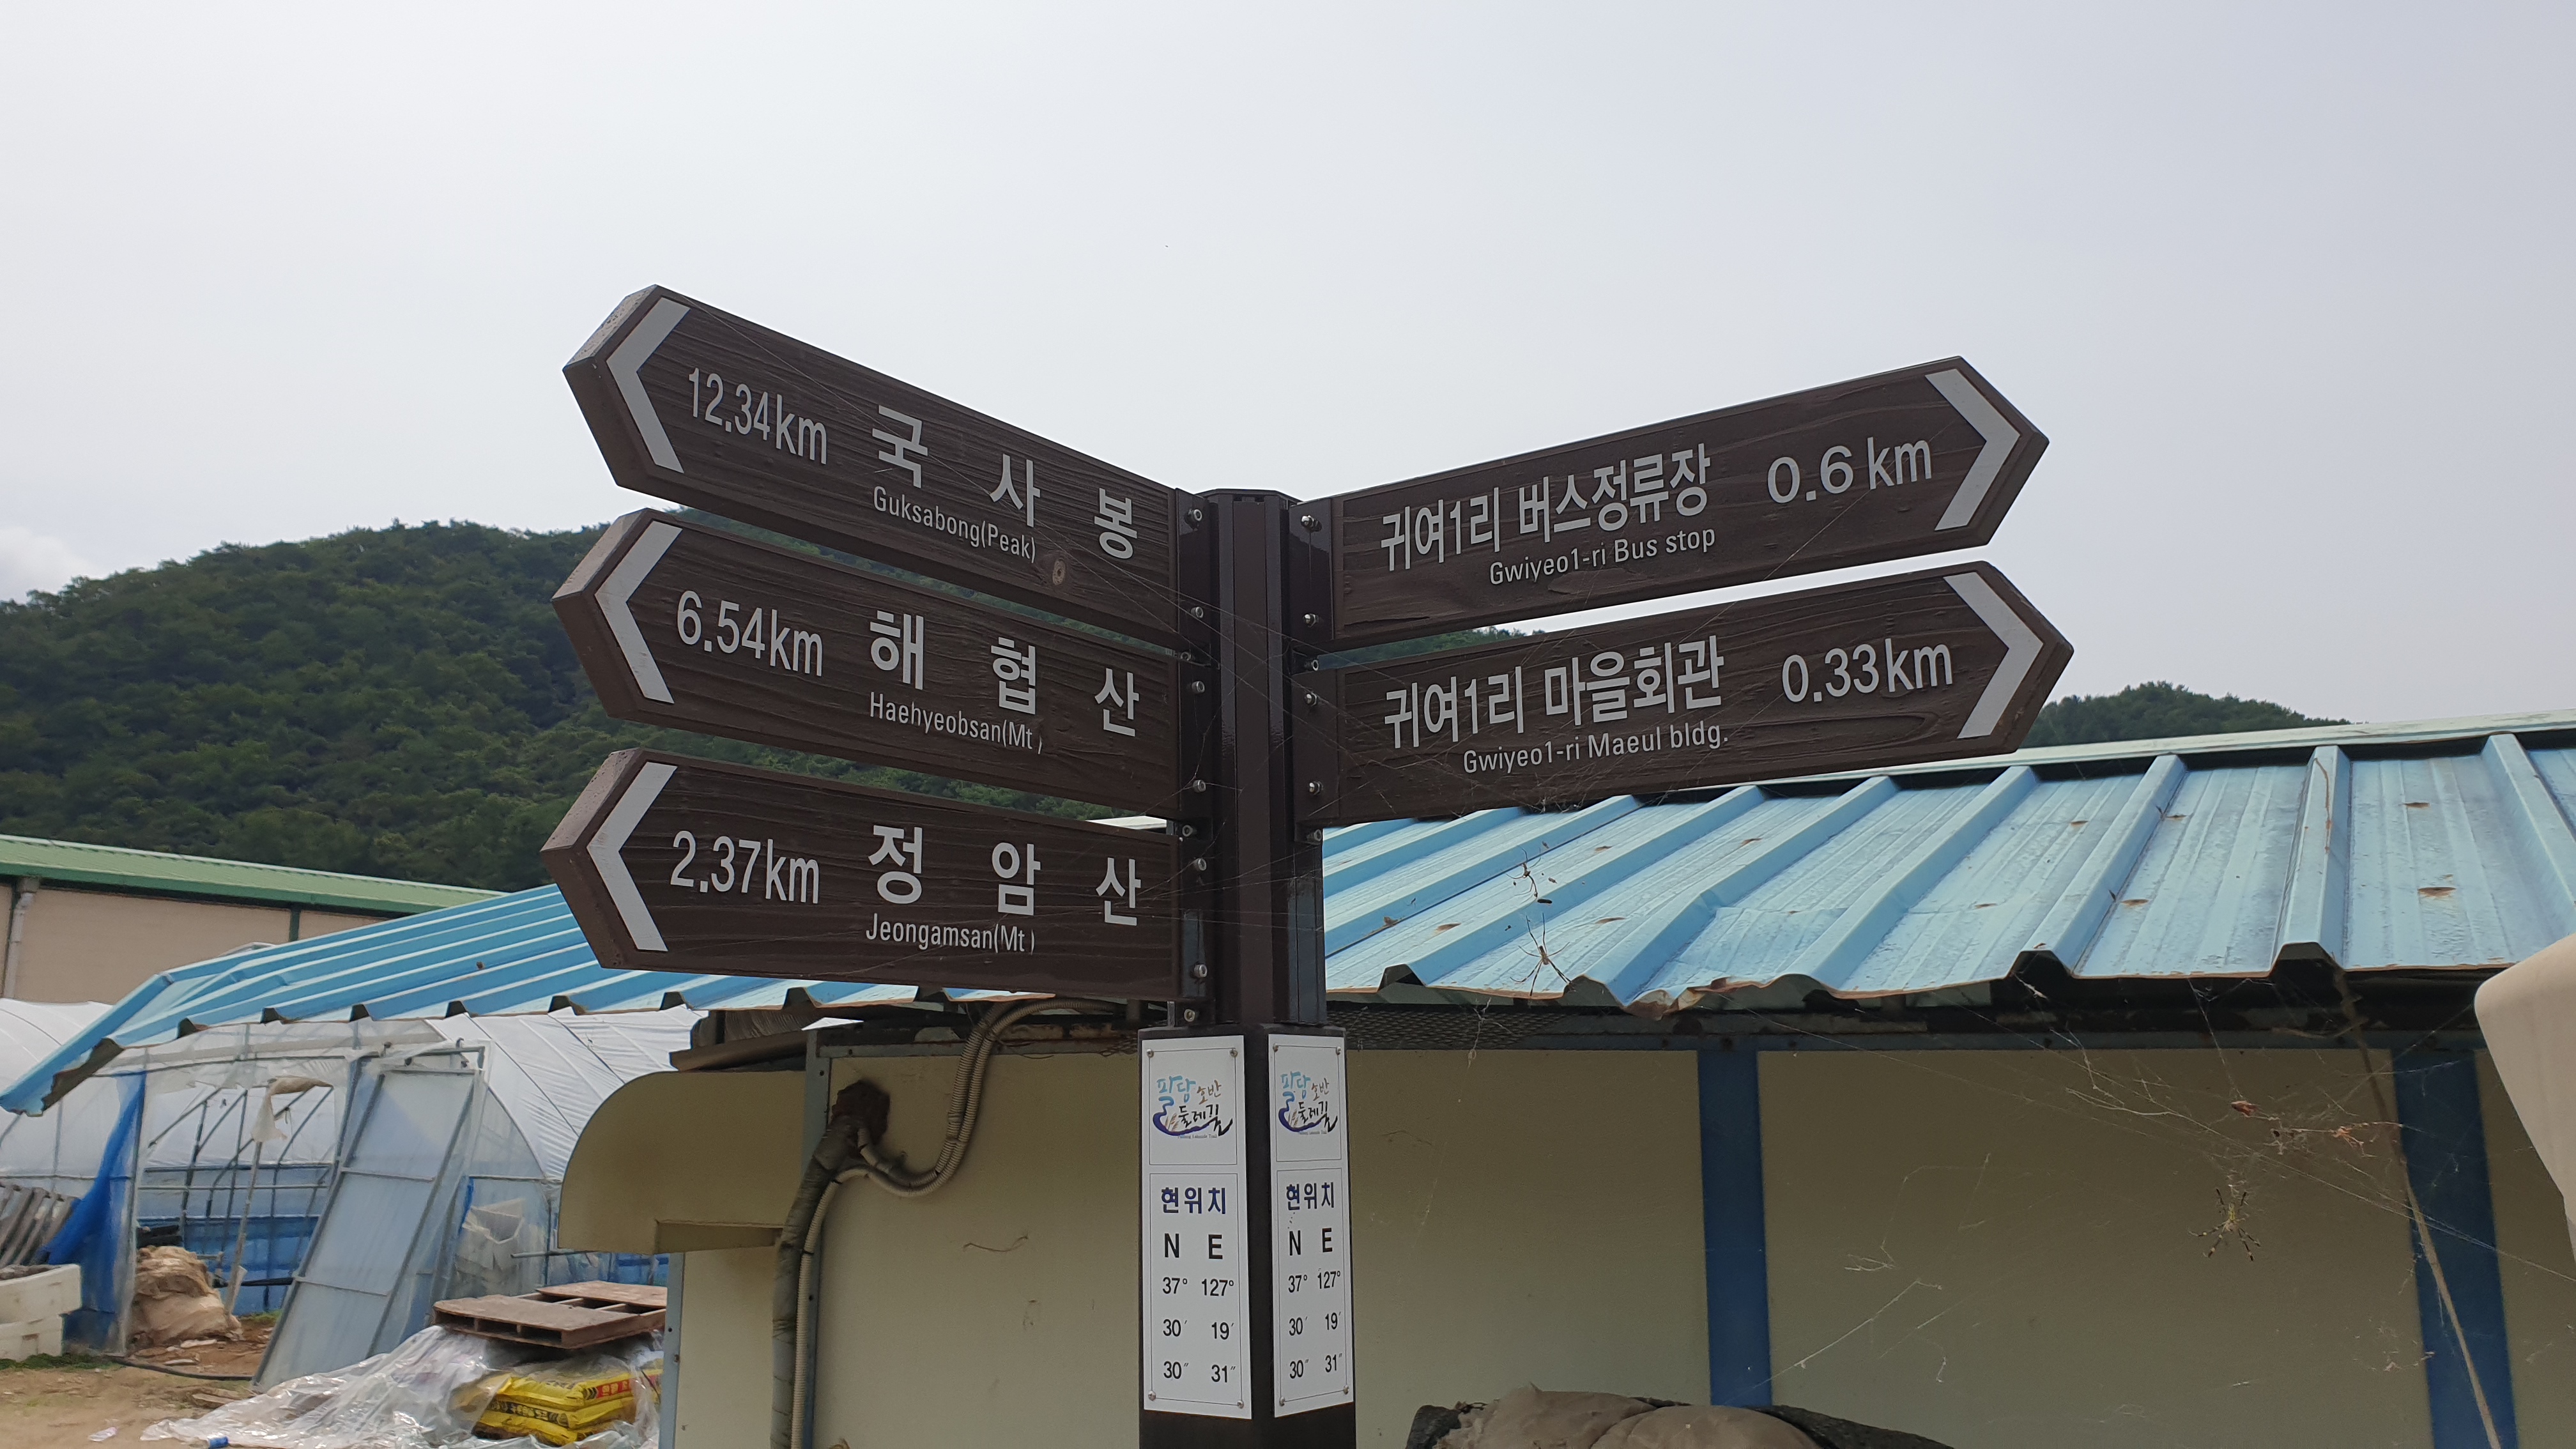 12.34km 국 사 봉
Guksabong(Peak)
6.54km 해 협 산
Haehyeobsan(Mt )
2.37km 정 암 산
Jeongamsan(Mt )
귀여1리 버스정류장 0.6 km
Gwiyeo1-ri Bus stop
귀여1리 마을회관 0.33km
Gwiyeo1-ri Maeul bldg.
팔당 호반
둘레길
현위치
N E
37° 127°
30′ 19′
30″ 31″
팔당 호반
둘레길
현위치
N E
37° 127°
30′ 19′
30″ 31″